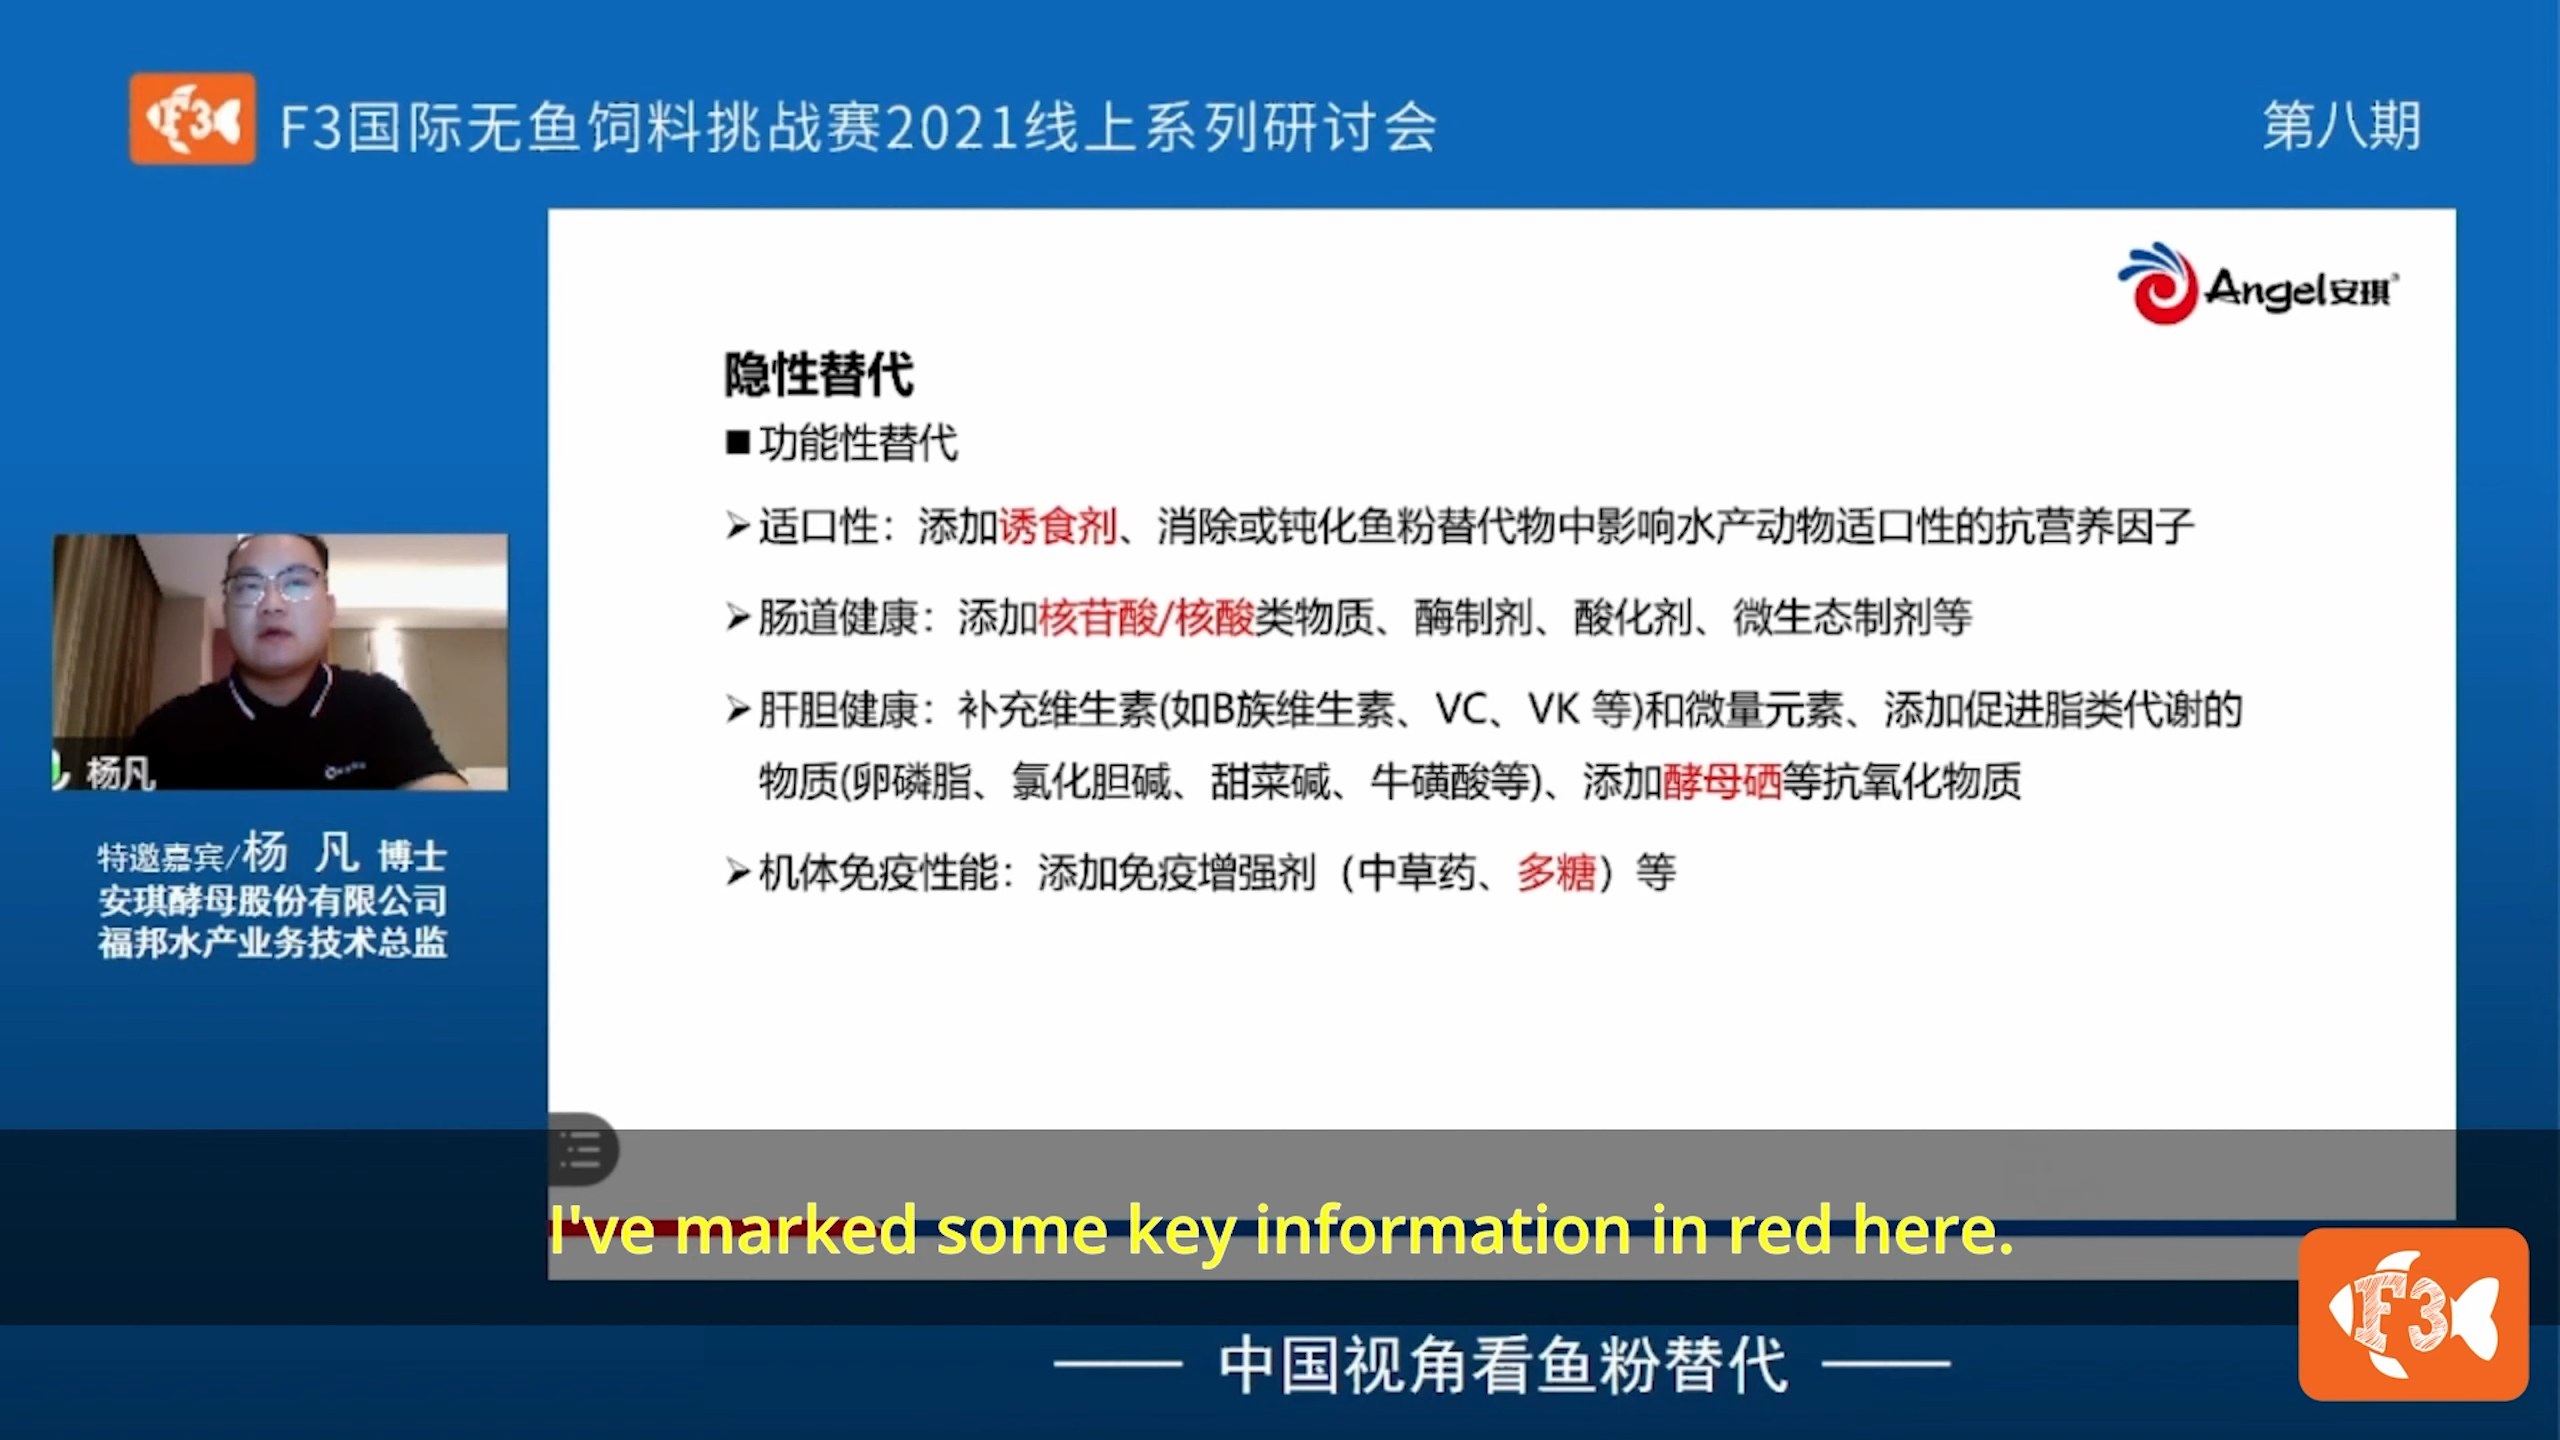 F3
F3国际无鱼饲料挑战赛2021线上系列研讨会
第八期
Angel安琪®
隐性替代
■功能性替代
➢适口性：添加诱食剂、消除或钝化鱼粉替代物中影响水产动物适口性的抗营养因子
➢肠道健康：添加核苷酸/核酸类物质、酶制剂、酸化剂、微生态制剂等
➢肝胆健康：补充维生素(如B族维生素、VC、VK 等)和微量元素、添加促进脂类代谢的
物质(卵磷脂、氯化胆碱、甜菜碱、牛磺酸等)、添加酵母硒等抗氧化物质
➢机体免疫性能：添加免疫增强剂（中草药、多糖）等
杨凡
特邀嘉宾/杨 凡 博士
安琪酵母股份有限公司
福邦水产业务技术总监
I've marked some key information in red here.
F3
中国视角看鱼粉替代